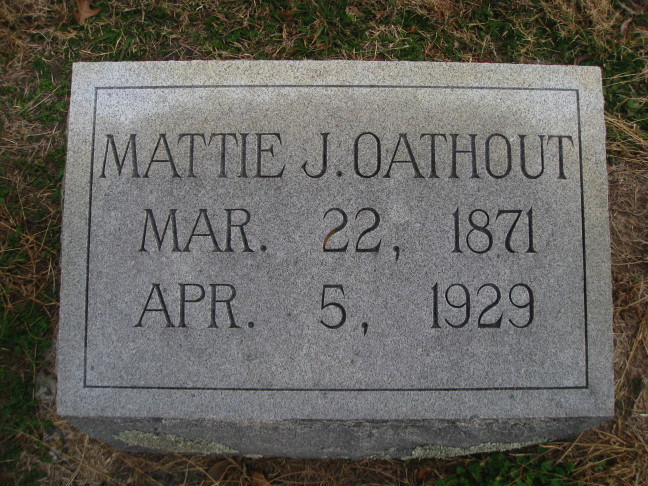 MATTIE J. OATHOUT
MAR. 22, 1871
APR. 5, 1929